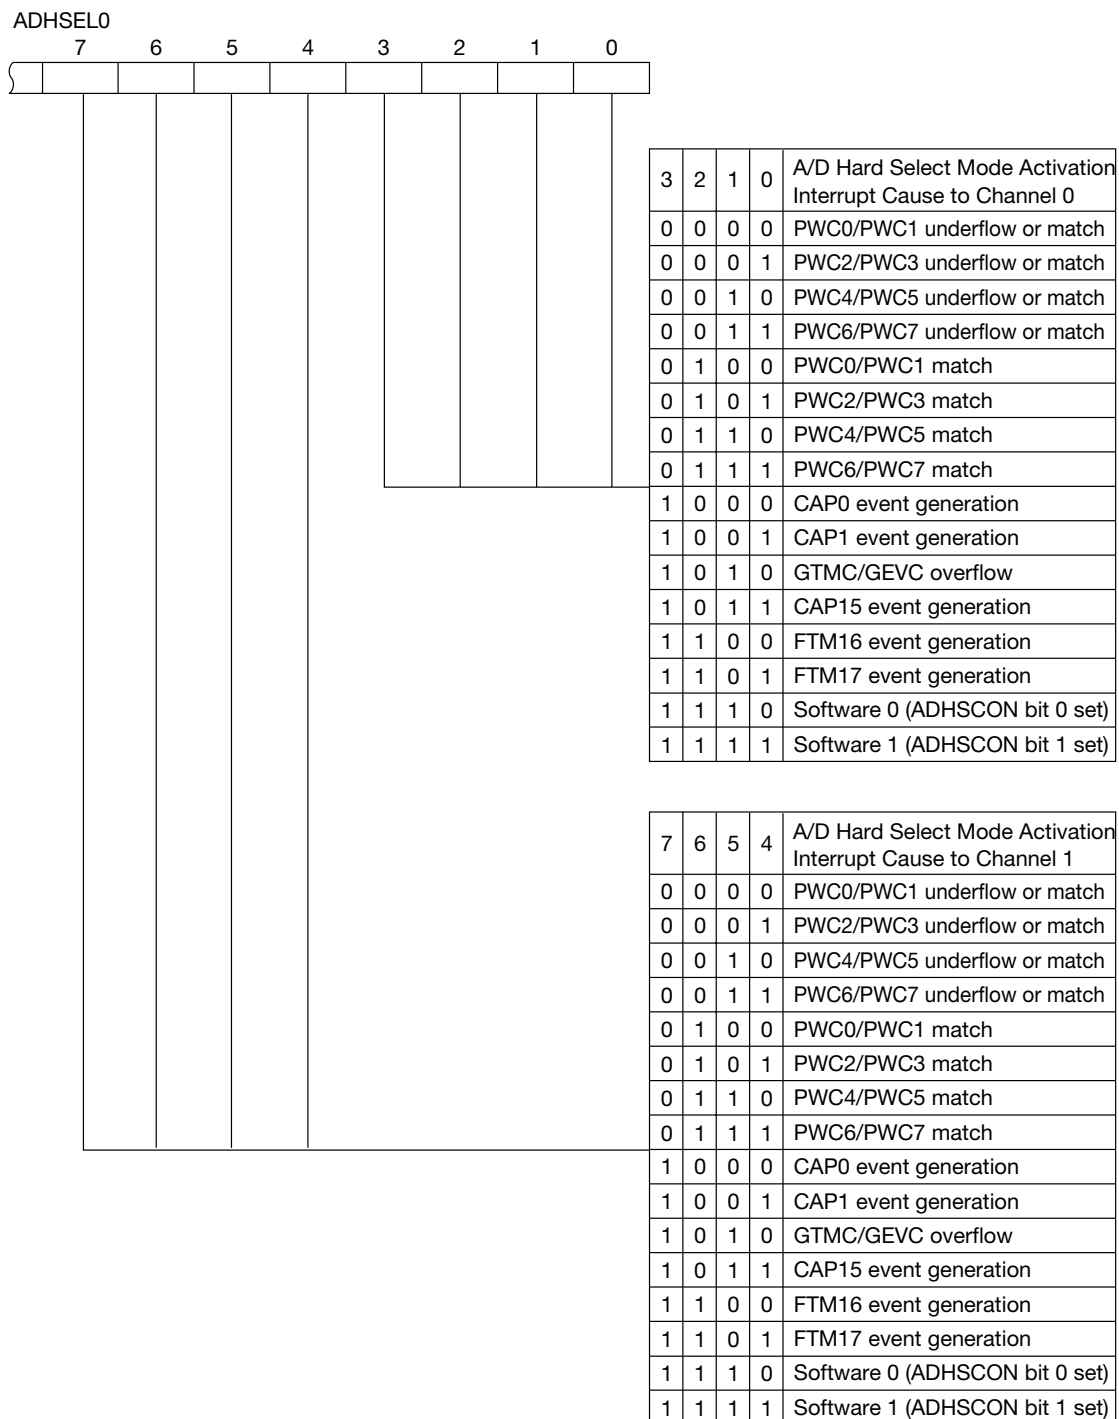 ADHSEL0
7 6 5 4 3 2 1 0
3 2 1 0 A/D Hard Select Mode Activation
Interrupt Cause to Channel 0
0 0 0 0 PWC0/PWC1 underflow or match
0 0 0 1 PWC2/PWC3 underflow or match
0 0 1 0 PWC4/PWC5 underflow or match
0 0 1 1 PWC6/PWC7 underflow or match
0 1 0 0 PWC0/PWC1 match
0 1 0 1 PWC2/PWC3 match
0 1 1 0 PWC4/PWC5 match
0 1 1 1 PWC6/PWC7 match
1 0 0 0 CAP0 event generation
1 0 0 1 CAP1 event generation
1 0 1 0 GTMC/GEVC overflow
1 0 1 1 CAP15 event generation
1 1 0 0 FTM16 event generation
1 1 0 1 FTM17 event generation
1 1 1 0 Software 0 (ADHSCON bit 0 set)
1 1 1 1 Software 1 (ADHSCON bit 1 set)
7 6 5 4 A/D Hard Select Mode Activation
Interrupt Cause to Channel 1
0 0 0 0 PWC0/PWC1 underflow or match
0 0 0 1 PWC2/PWC3 underflow or match
0 0 1 0 PWC4/PWC5 underflow or match
0 0 1 1 PWC6/PWC7 underflow or match
0 1 0 0 PWC0/PWC1 match
0 1 0 1 PWC2/PWC3 match
0 1 1 0 PWC4/PWC5 match
0 1 1 1 PWC6/PWC7 match
1 0 0 0 CAP0 event generation
1 0 0 1 CAP1 event generation
1 0 1 0 GTMC/GEVC overflow
1 0 1 1 CAP15 event generation
1 1 0 0 FTM16 event generation
1 1 0 1 FTM17 event generation
1 1 1 0 Software 0 (ADHSCON bit 0 set)
1 1 1 1 Software 1 (ADHSCON bit 1 set)